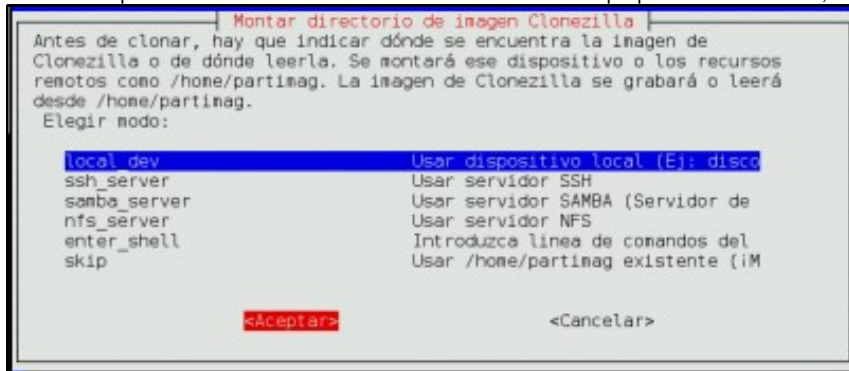 Montar directorio de imagen Clonezilla
Antes de clonar, hay que indicar dónde se encuentra la imagen de
Clonezilla o de dónde leerla. Se montará ese dispositivo o los recursos
remotos como /home/partimag. La imagen de Clonezilla se grabará o leerá
desde /home/partimag.
Elegir modo:
local_dev Usar dispositivo local (Ej: disco
ssh_server Usar servidor SSH
samba_server Usar servidor SAMBA (Servidor de
nfs_server Usar servidor NFS
enter_shell Introduzca linea de comandos del
skip Usar /home/partimag existente (¡M
<Aceptar> <Cancelar>